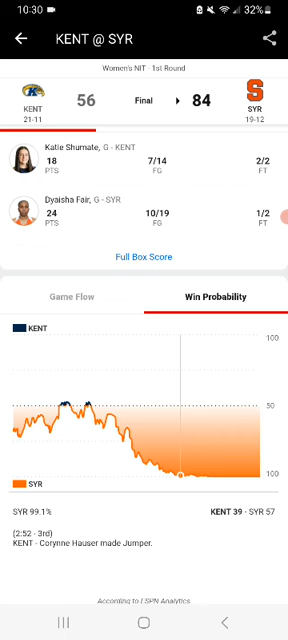 10:30
32%
KENT @ SYR
Women's NIT - 1st Round
KENT
21-11
56
Final
84
SYR
19-12
Katie Shumate, G - KENT
18
7/14
2/2
PTS
FG
FT
Dyaisha Fair, G - SYR
24
10/19
1/2
PTS
FG
FT
Full Box Score
Game Flow
Win Probability
KENT
100
50
100
SYR
SYR 99.1%
KENT 39 - SYR 57
(2:52 - 3rd)
KENT - Corynne Hauser made Jumper.
According to ESPN Analytics